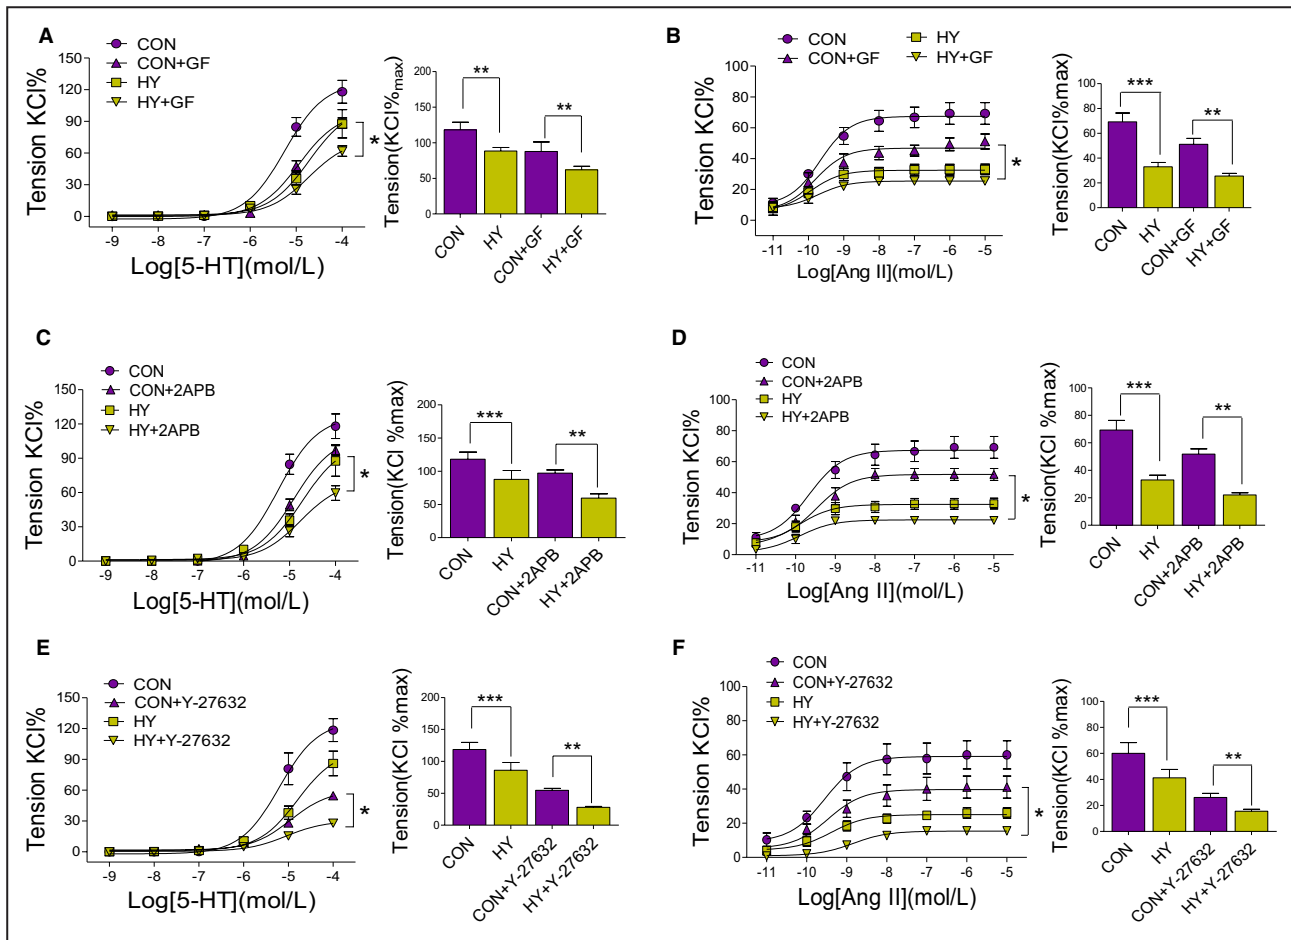 A
CON
CON+GF
HY
HY+GF
Tension KCl%
150
120
90
60
30
0
*
-9 -8 -7 -6 -5 -4
Log[5-HT](mol/L)
Tension(KCl%max)
200
150
100
50
0
** **
CON HY CON+GF HY+GF
B
CON HY
CON+GF HY+GF
Tension KCl%
100
80
60
40
20
0
*
-11 -10 -9 -8 -7 -6 -5
Log[Ang II](mol/L)
Tension(KCl%max)
100
80
60
40
20
0
*** **
CON HY CON+GF HY+GF
C
CON
CON+2APB
HY
HY+2APB
Tension KCl%
150
120
90
60
30
0
*
-9 -8 -7 -6 -5 -4
Log[5-HT](mol/L)
Tension(KCl %max)
200
150
100
50
0
*** **
CON HY CON+2APB HY+2APB
D
CON
CON+2APB
HY
HY+2APB
Tension KCl%
100
80
60
40
20
0
*
-11 -10 -9 -8 -7 -6 -5
Log[Ang II](mol/L)
Tension(KCl %max)
100
80
60
40
20
0
*** **
CON HY CON+2APB HY+2APB
E
CON
CON+Y-27632
HY
HY+Y-27632
Tension KCl%
150
120
90
60
30
0
*
-9 -8 -7 -6 -5 -4
Log[5-HT](mol/L)
Tension(KCl %max)
200
150
100
50
0
*** **
CON HY CON+Y-27632 HY+Y-27632
F
CON
CON+Y-27632
HY
HY+Y-27632
Tension KCl%
100
80
60
40
20
0
*
-11 -10 -9 -8 -7 -6 -5
Log[Ang II](mol/L)
Tension(KCl %max)
100
80
60
40
20
0
*** **
CON HY CON+Y-27632 HY+Y-27632